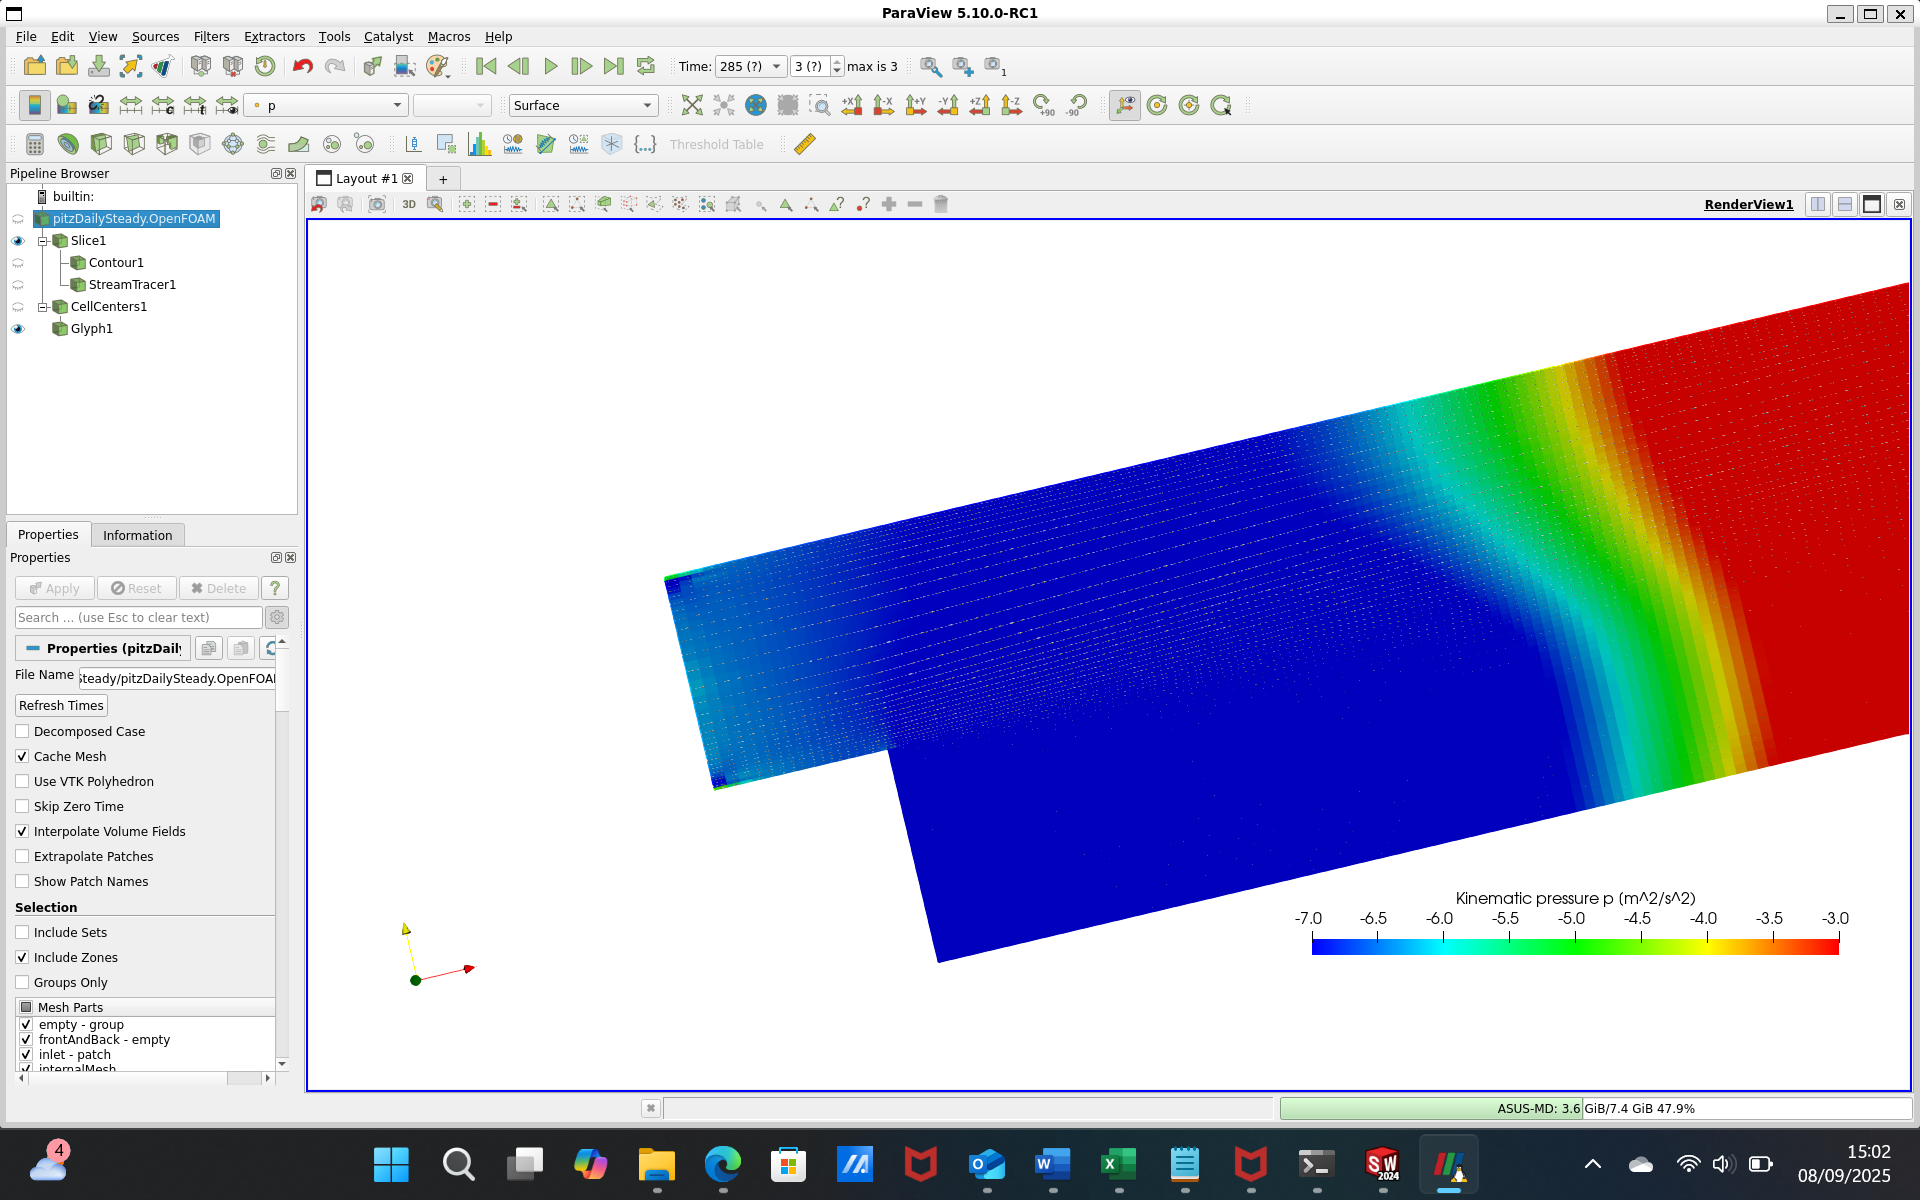 ParaView 5.10.0-RC1
File Edit View Sources Filters Extractors Tools Catalyst Macros Help
Time: 285 (?) 3 (?) max is 3
1
p
Surface
+X -X +Y -Y +Z -Z +90 -90
Threshold Table
Pipeline Browser
Layout #1
+
builtin:
3D
RenderView1
pitzDailySteady.OpenFOAM
Slice1
Contour1
StreamTracer1
CellCenters1
Glyph1
Properties Information
Properties
Apply Reset Delete ?
Search ... (use Esc to clear text)
Properties (pitzDaily
File Name Steady/pitzDailySteady.OpenFOAM
Refresh Times
Decomposed Case
Cache Mesh
Use VTK Polyhedron
Skip Zero Time
Interpolate Volume Fields
Extrapolate Patches
Show Patch Names
Selection
Include Sets
Include Zones
Groups Only
Mesh Parts
empty - group
frontAndBack - empty
inlet - patch
internalMesh
Kinematic pressure p (m^2/s^2)
-7.0 -6.5 -6.0 -5.5 -5.0 -4.5 -4.0 -3.5 -3.0
ASUS-MD: 3.6 GiB/7.4 GiB 47.9%
4
SW
2024
15:02
08/09/2025